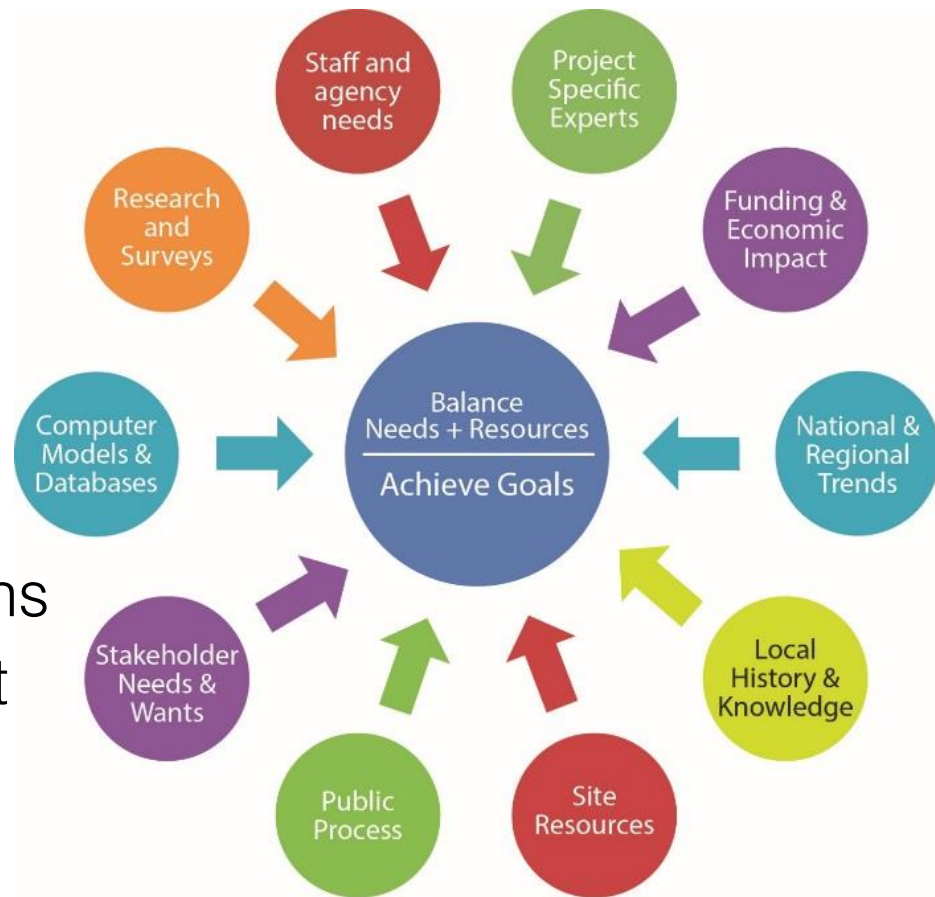 Staff and
agency
needs
Project
Specific
Experts
Research
and
Surveys
Funding &
Economic
Impact
Balance
Needs + Resources
Achieve Goals
Computer
Models &
Databases
National &
Regional
Trends
Stakeholder
Needs &
Wants
Local
History &
Knowledge
Public
Process
Site
Resources